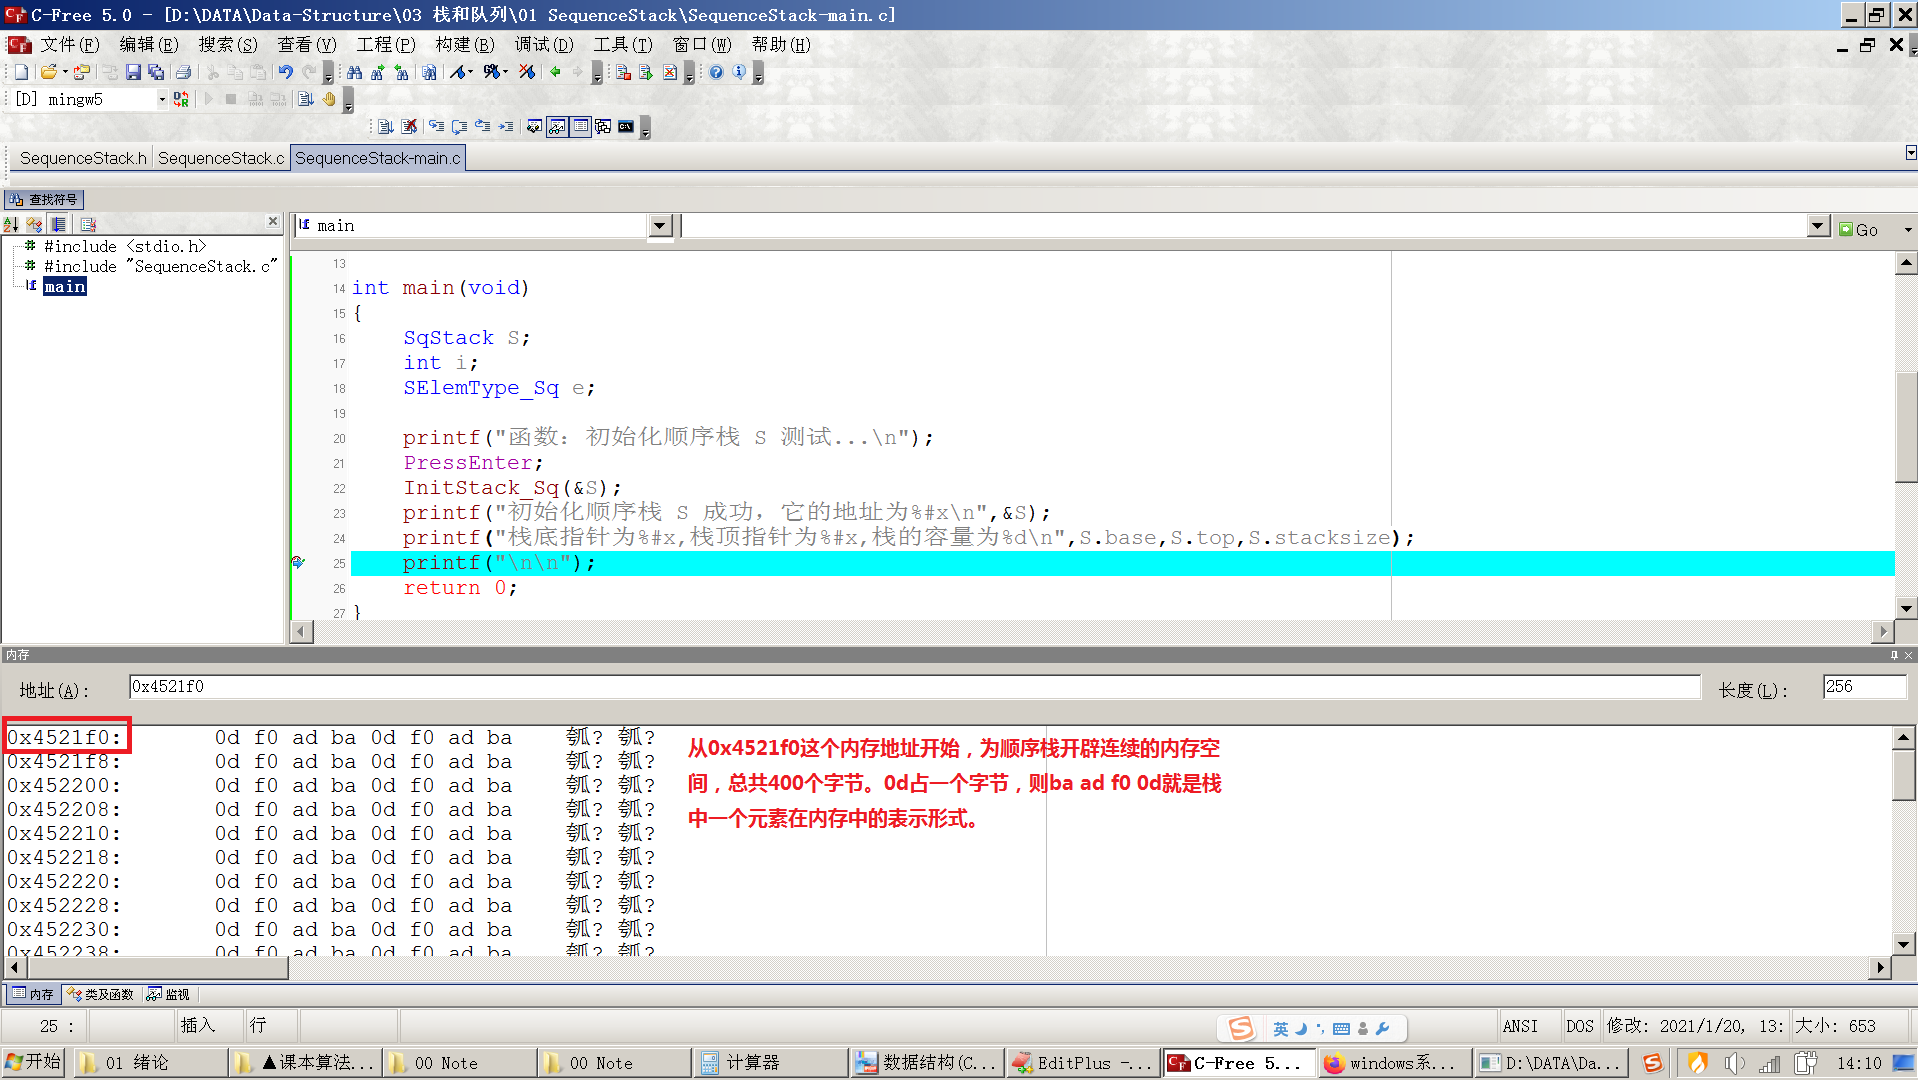 C-Free 5.0 - [D:\DATA\Data-Structure\03 栈和队列\01 SequenceStack\SequenceStack-main.c]
文件(F) 编辑(E) 搜索(S) 查看(V) 工程(P) 构建(B) 调试(D) 工具(T) 窗口(W) 帮助(H)
[D] mingw5
SequenceStack.h SequenceStack.c SequenceStack-main.c
查找符号
main Go
#include <stdio.h>
#include "SequenceStack.c"
main
13
14 int main(void)
15 {
16 SqStack S;
17 int i;
18 SElemType_Sq e;
19
20 printf("函数: 初始化顺序栈 S 测试...\n");
21 PressEnter;
22 InitStack_Sq(&S);
23 printf("初始化顺序栈 S 成功, 它的地址为%#x\n",&S);
24 printf("栈底指针为%#x,栈顶指针为%#x,栈的容量为%d\n",S.base,S.top,S.stacksize);
25 printf("\n\n");
26 return 0;
27 }
内存
地址(A): 0x4521f0 长度(L): 256
0x4521f0: 0d f0 ad ba 0d f0 ad ba 瓠? 瓠?
0x4521f8: 0d f0 ad ba 0d f0 ad ba 瓠? 瓠?
0x452200: 0d f0 ad ba 0d f0 ad ba 瓠? 瓠?
0x452208: 0d f0 ad ba 0d f0 ad ba 瓠? 瓠?
0x452210: 0d f0 ad ba 0d f0 ad ba 瓠? 瓠?
0x452218: 0d f0 ad ba 0d f0 ad ba 瓠? 瓠?
0x452220: 0d f0 ad ba 0d f0 ad ba 瓠? 瓠?
0x452228: 0d f0 ad ba 0d f0 ad ba 瓠? 瓠?
0x452230: 0d f0 ad ba 0d f0 ad ba 瓠? 瓠?
0x452238: 0d f0 ad ba 0d f0 ad ba 瓠? 瓠?
从0x4521f0这个内存地址开始，为顺序栈开辟连续的内存空
间，总共400个字节。0d占一个字节，则ba ad f0 0d就是栈
中一个元素在内存中的表示形式。
内存 类及函数 监视
25 : 插入 行 英 ANSI DOS 修改: 2021/1/20, 13: 大小: 653
开始 01 绪论 ▲课本算法... 00 Note 00 Note 计算器 数据结构(C... EditPlus -... C-Free 5... windows系... D:\DATA\Da... 14:10